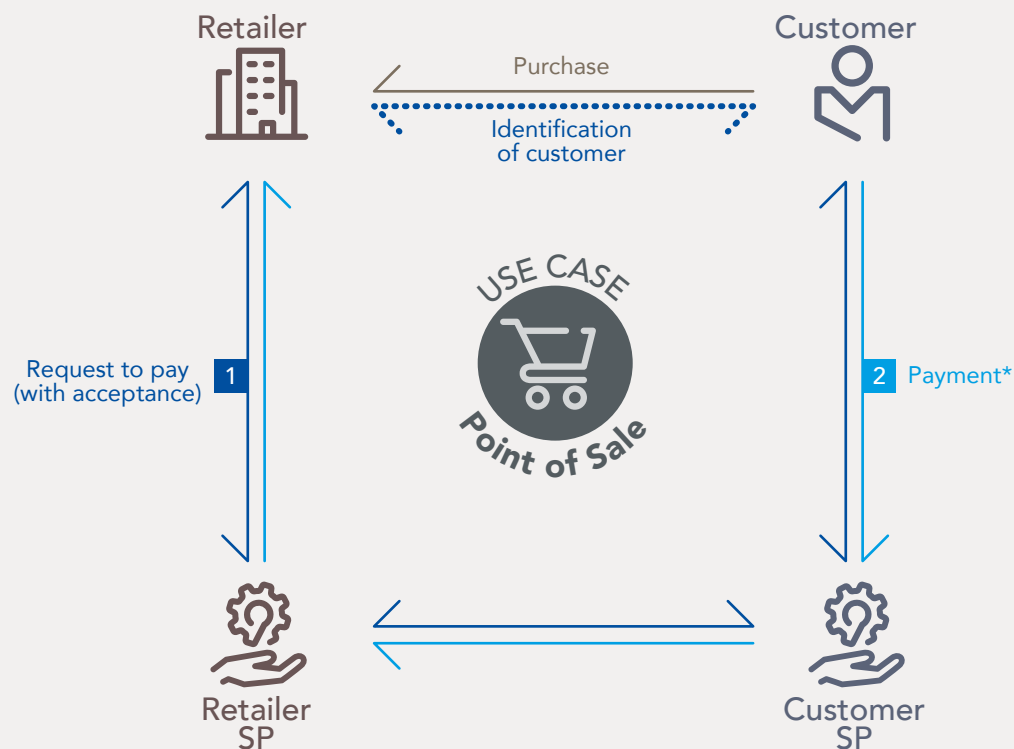 Retailer
Customer
Purchase
Identification
of customer
USE CASE
Point of Sale
Request to pay
(with acceptance)
1
2
Payment*
Retailer
SP
Customer
SP